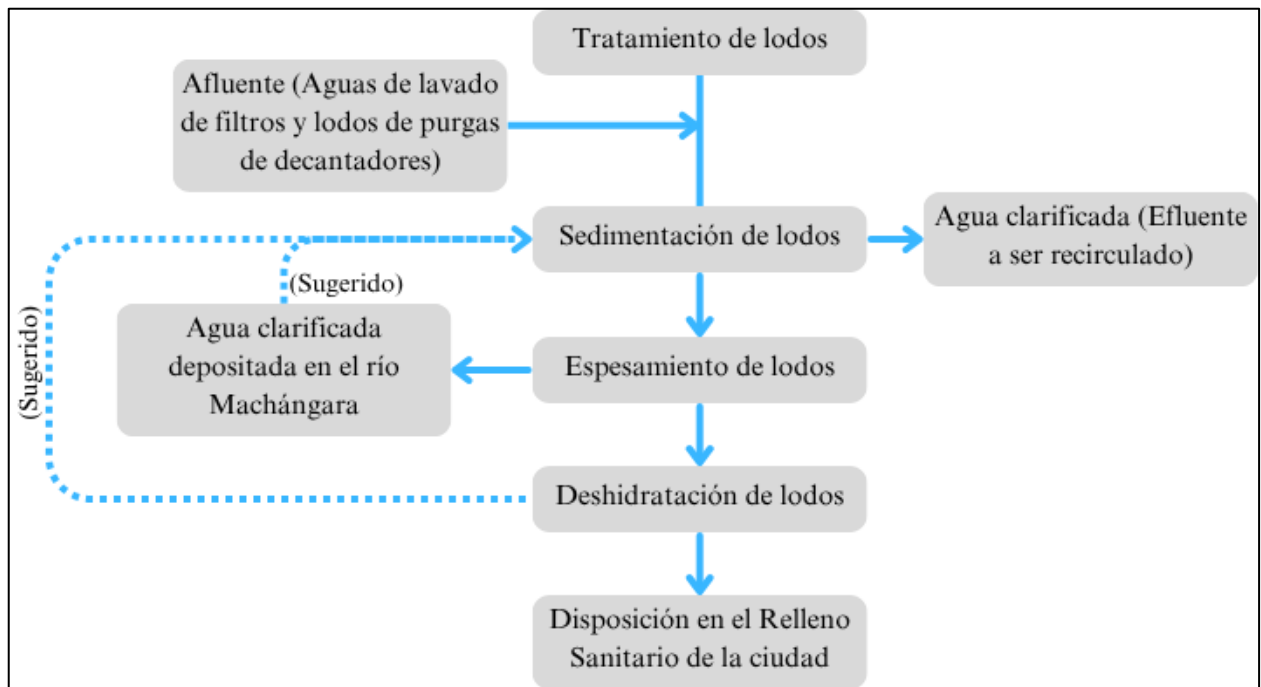 Tratamiento de lodos
Afluente (Aguas de lavado
de filtros y lodos de purgas
de decantadores)
Sedimentación de lodos
Agua clarificada (Efluente
a ser recirculado)
(Sugerido)
(Sugerido)
Agua clarificada
depositada en el río
Machángara
Espesamiento de lodos
Deshidratación de lodos
Disposición en el Relleno
Sanitario de la ciudad